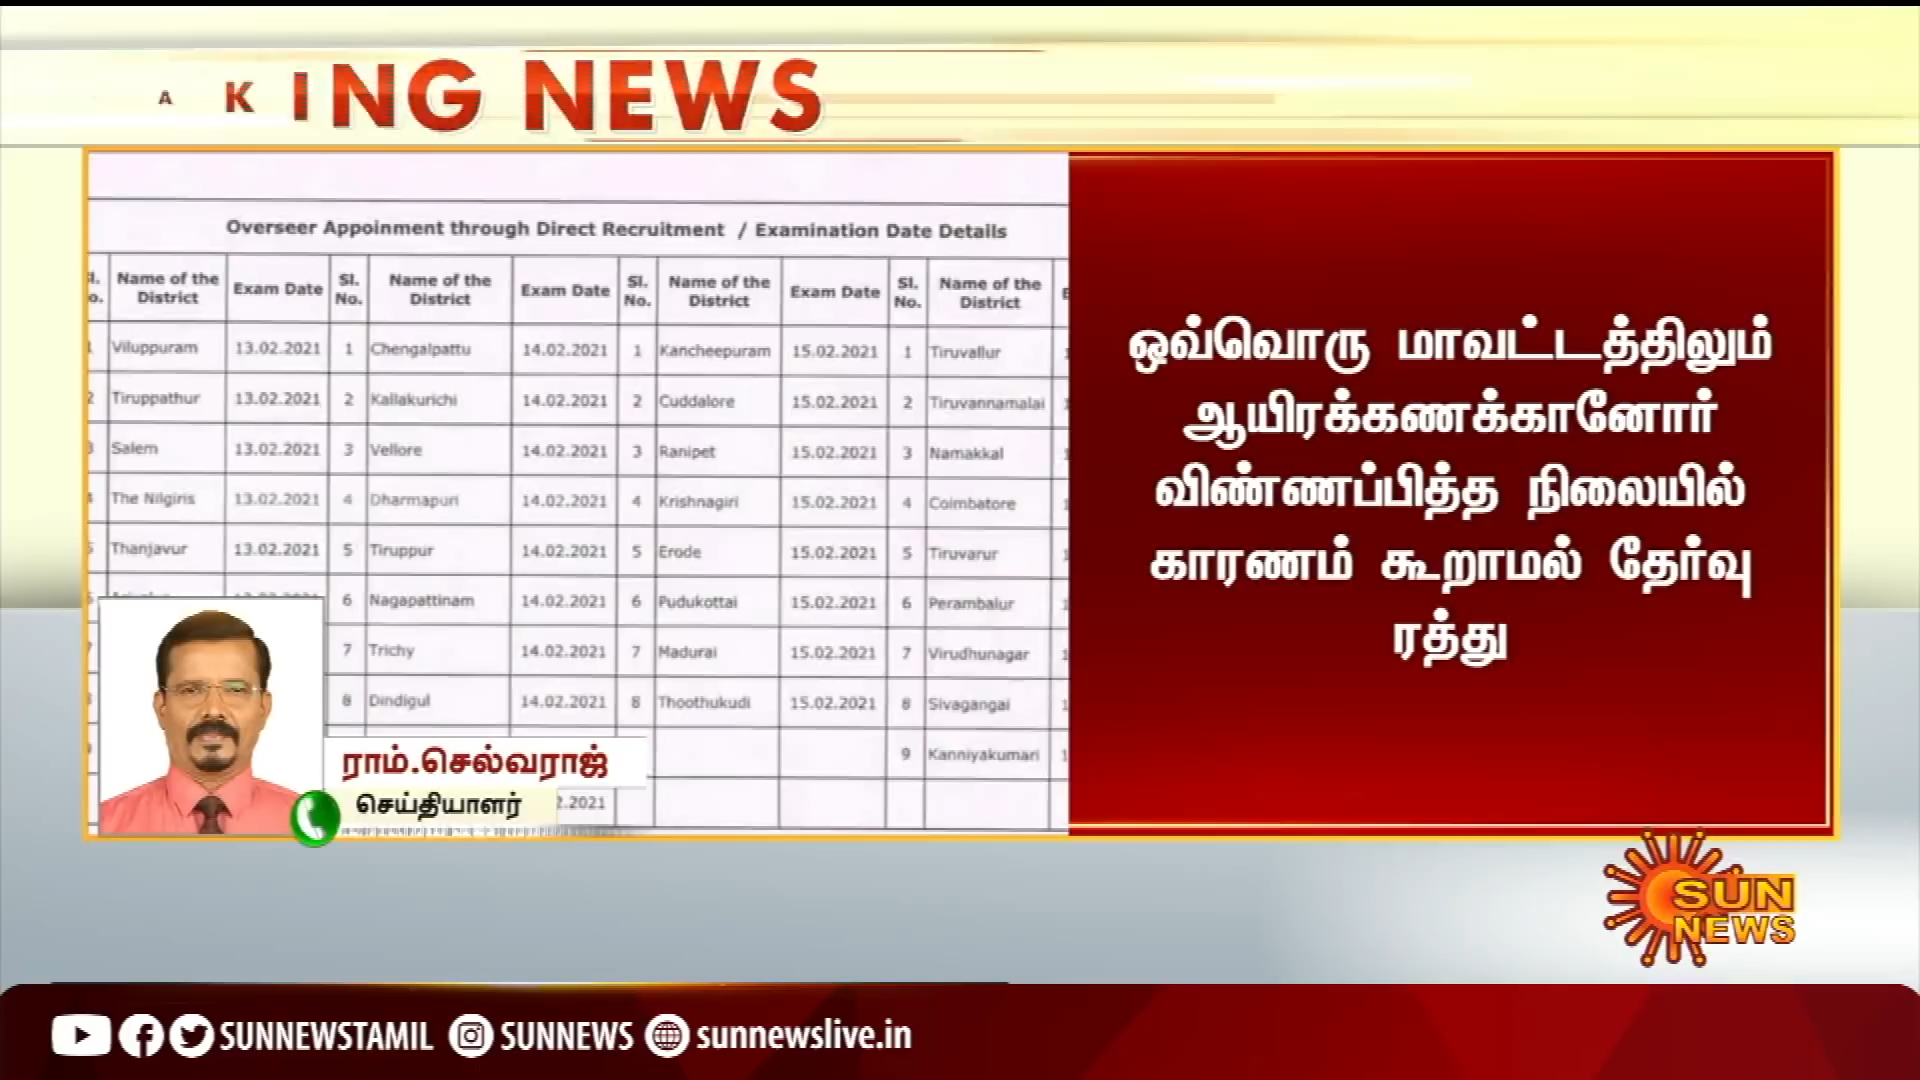 A K I NG NEWS
Overseer Appoinment through Direct Recruitment / Examination Date Details
Name of the District Exam Date Sl. No. Name of the District Exam Date Sl. No. Name of the District Exam Date Sl. No. Name of the District
Viluppuram 13.02.2021 1 Chengalpattu 14.02.2021 1 Kancheepuram 15.02.2021 1 Tiruvallur
2 Tiruppathur 13.02.2021 2 Kallakurichi 14.02.2021 2 Cuddalore 15.02.2021 2 Tiruvannamalai
Salem 13.02.2021 3 Vellore 14.02.2021 3 Ranipet 15.02.2021 3 Namakkal
The Nilgiris 13.02.2021 4 Dharmapuri 14.02.2021 4 Krishnagiri 15.02.2021 4 Coimbatore
Thanjavur 13.02.2021 5 Tiruppur 14.02.2021 5 Erode 15.02.2021 5 Tiruvarur
6 Nagapattinam 14.02.2021 6 Pudukottai 15.02.2021 6 Perambalur
7 Trichy 14.02.2021 7 Madurai 15.02.2021 7 Virudhunagar
8 Dindigul 14.02.2021 8 Thoothukudi 15.02.2021 8 Sivagangai
9 Kanniyakumari
2.2021
ராம்.செல்வராஜ்
செய்தியாளர்
ஒவ்வொரு மாவட்டத்திலும்
ஆயிரக்கணக்கானோர்
விண்ணப்பித்த நிலையில்
காரணம் கூறாமல் தேர்வு
ரத்து
SUN
NEWS
SUNNEWSTAMIL SUNNEWS sunnewslive.in